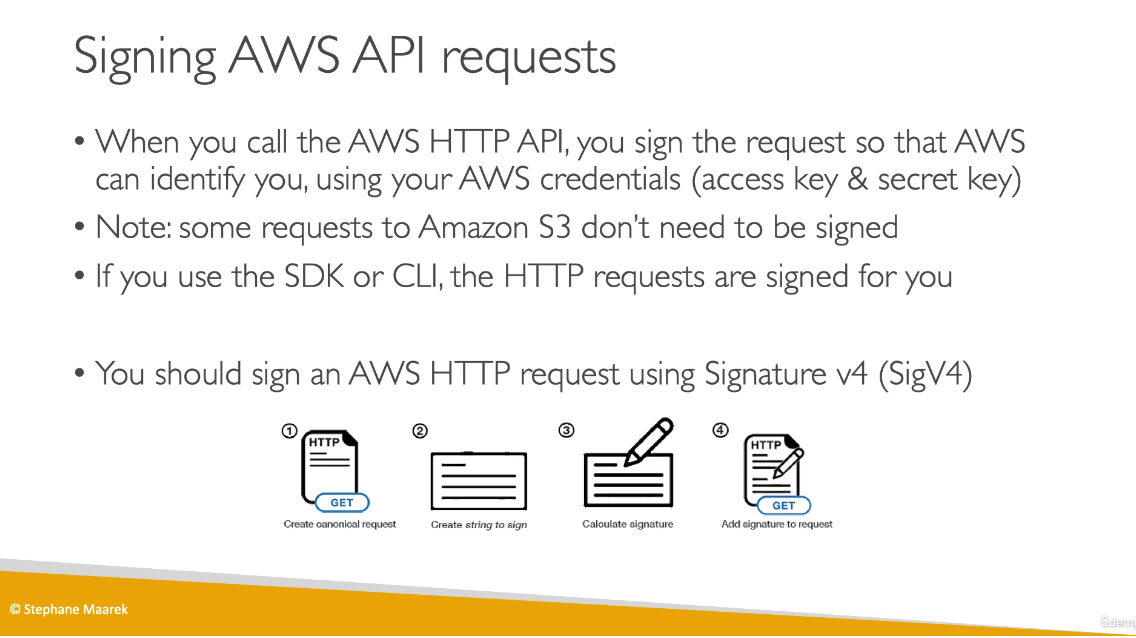 Signing AWS API requests
• When you call the AWS HTTP API, you sign the request so that AWS
can identify you, using your AWS credentials (access key & secret key)
• Note: some requests to Amazon S3 don't need to be signed
• If you use the SDK or CLI, the HTTP requests are signed for you
• You should sign an AWS HTTP request using Signature v4 (SigV4)
1 2 3 4
HTTP HTTP
GET GET
Create canonical request Create string to sign Calculate signature Add signature to request
© Stephane Maarek